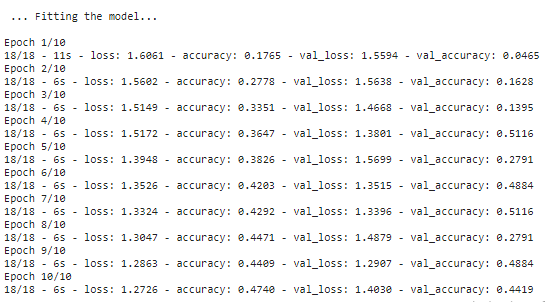 ... Fitting the model...
Epoch 1/10
18/18 - 11s - loss: 1.6061 - accuracy: 0.1765 - val_loss: 1.5594 - val_accuracy: 0.0465
Epoch 2/10
18/18 - 6s - loss: 1.5602 - accuracy: 0.2778 - val_loss: 1.5638 - val_accuracy: 0.1628
Epoch 3/10
18/18 - 6s - loss: 1.5149 - accuracy: 0.3351 - val_loss: 1.4668 - val_accuracy: 0.1395
Epoch 4/10
18/18 - 6s - loss: 1.5172 - accuracy: 0.3647 - val_loss: 1.3801 - val_accuracy: 0.5116
Epoch 5/10
18/18 - 6s - loss: 1.3948 - accuracy: 0.3826 - val_loss: 1.5699 - val_accuracy: 0.2791
Epoch 6/10
18/18 - 6s - loss: 1.3526 - accuracy: 0.4203 - val_loss: 1.3515 - val_accuracy: 0.4884
Epoch 7/10
18/18 - 6s - loss: 1.3324 - accuracy: 0.4292 - val_loss: 1.3396 - val_accuracy: 0.5116
Epoch 8/10
18/18 - 6s - loss: 1.3047 - accuracy: 0.4471 - val_loss: 1.4879 - val_accuracy: 0.2791
Epoch 9/10
18/18 - 6s - loss: 1.2863 - accuracy: 0.4409 - val_loss: 1.2907 - val_accuracy: 0.4884
Epoch 10/10
18/18 - 6s - loss: 1.2726 - accuracy: 0.4740 - val_loss: 1.4030 - val_accuracy: 0.4419